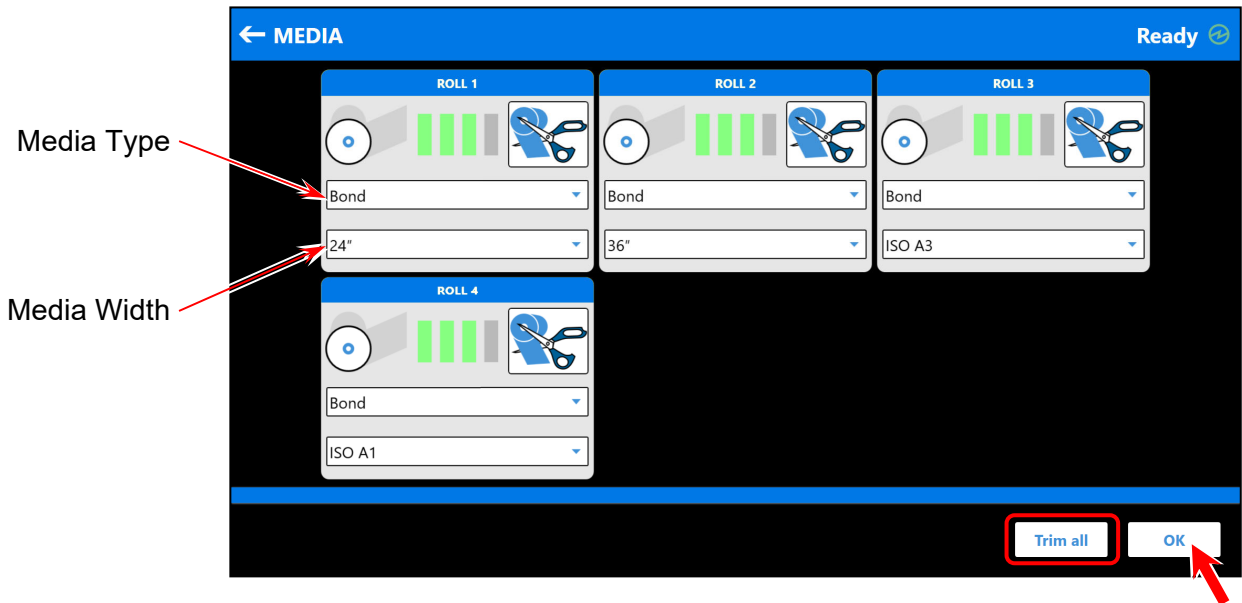 MEDIA
Ready
ROLL 1
ROLL 2
ROLL 3
Media Type
Bond
Bond
Bond
24"
36"
ISO A3
Media Width
ROLL 4
Bond
ISO A1
Trim all
OK